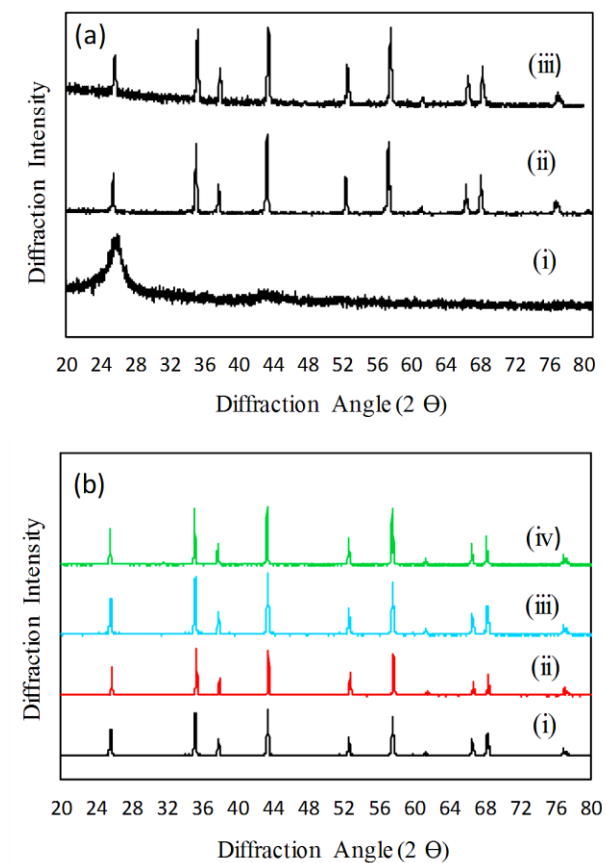 (a)
(iii)
(ii)
(i)
Diffraction Intensity
20 24 28 32 36 40 44 48 52 56 60 64 68 72 76 80
Diffraction Angle (2 ϴ)
(b)
(iv)
(iii)
(ii)
(i)
Diffraction Intensity
20 24 28 32 36 40 44 48 52 56 60 64 68 72 76 80
Diffraction Angle (2 ϴ)